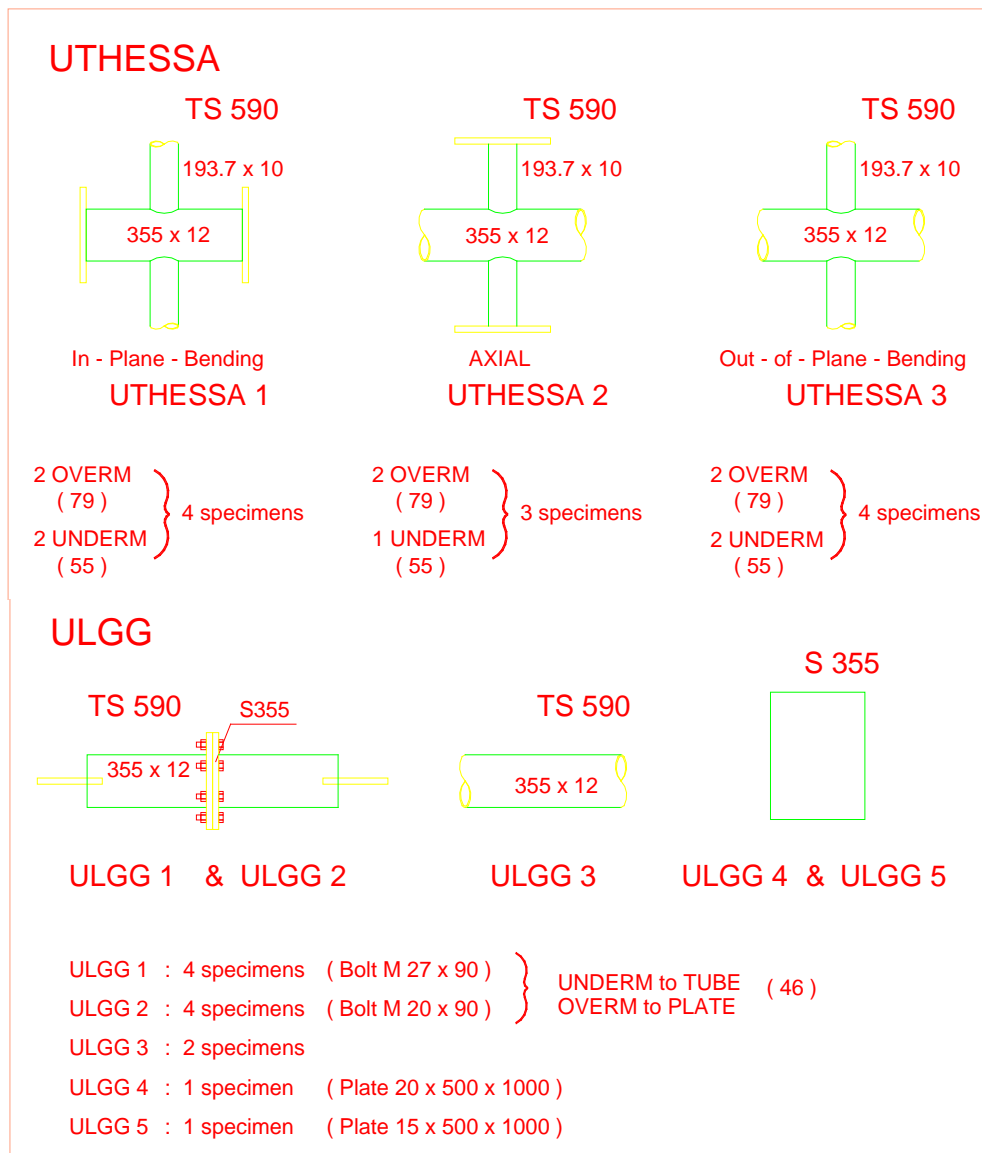 UTHESSA
TS 590
TS 590
TS 590
193.7 x 10
193.7 x 10
193.7 x 10
355 x 12
355 x 12
355 x 12
In - Plane - Bending
AXIAL
Out - of - Plane - Bending
UTHESSA 1
UTHESSA 2
UTHESSA 3
2 OVERM
( 79 )
2 UNDERM
( 55 )
4 specimens
2 OVERM
( 79 )
1 UNDERM
( 55 )
3 specimens
2 OVERM
( 79 )
2 UNDERM
( 55 )
4 specimens
ULGG
TS 590
S355
355 x 12
TS 590
355 x 12
S 355
ULGG 1 & ULGG 2
ULGG 3
ULGG 4 & ULGG 5
ULGG 1 : 4 specimens ( Bolt M 27 x 90 )
ULGG 2 : 4 specimens ( Bolt M 20 x 90 )
UNDERM to TUBE
OVERM to PLATE
( 46 )
ULGG 3 : 2 specimens
ULGG 4 : 1 specimen ( Plate 20 x 500 x 1000 )
ULGG 5 : 1 specimen ( Plate 15 x 500 x 1000 )